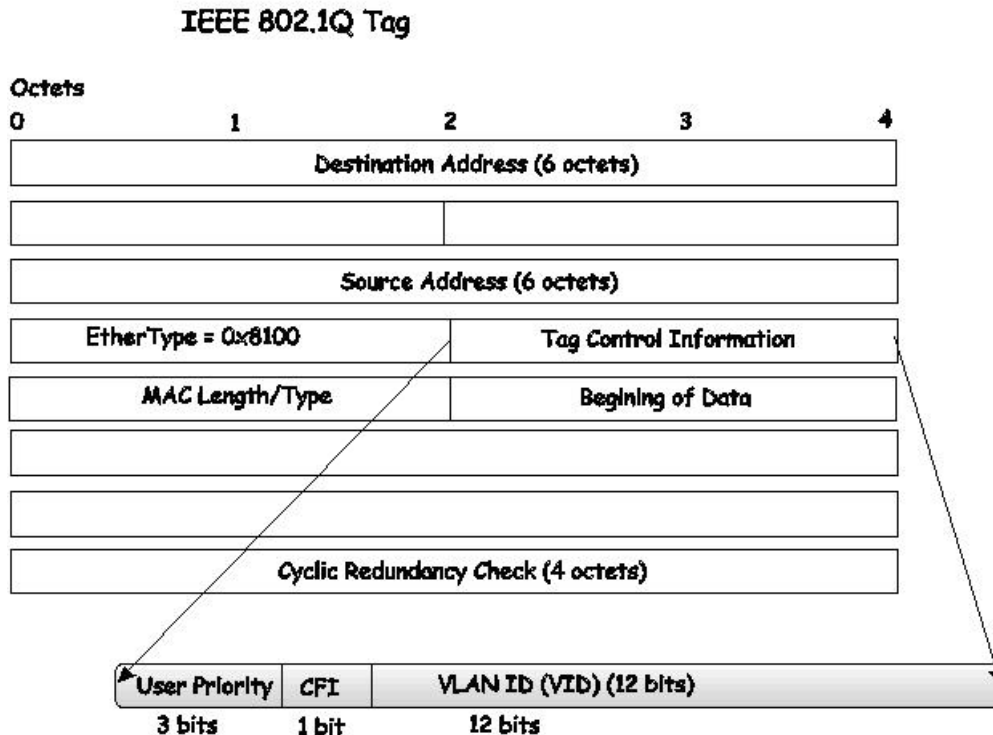 IEEE 802.1Q Tag
Octets
0 1 2 3 4
Destination Address (6 octets)
Source Address (6 octets)
EtherType = 0x8100 Tag Control Information
MAC Length/Type Begining of Data
Cyclic Redundancy Check (4 octets)
User Priority CFI VLAN ID (VID) (12 bits)
3 bits 1 bit 12 bits